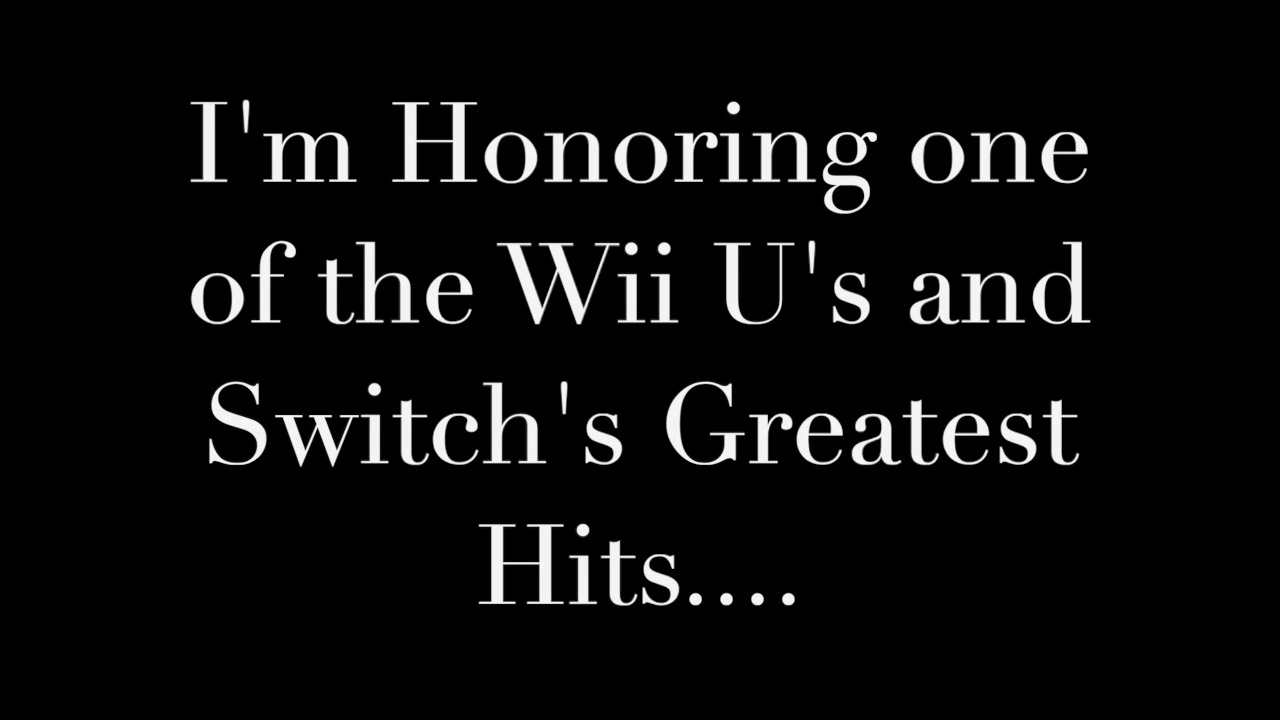 I'm Honoring one
of the Wii U's and
Switch's Greatest
Hits....